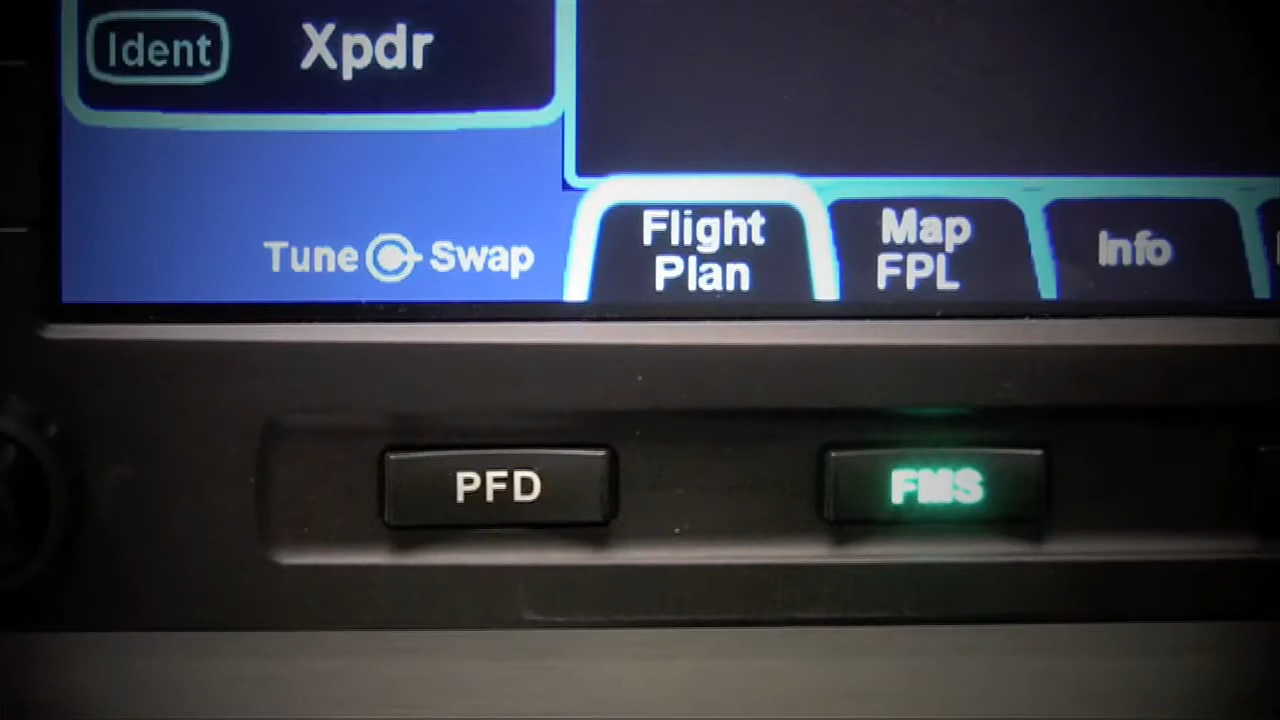 Ident
Xpdr
Tune Swap
Flight
Plan
Map
FPL
Info
PFD
FMS